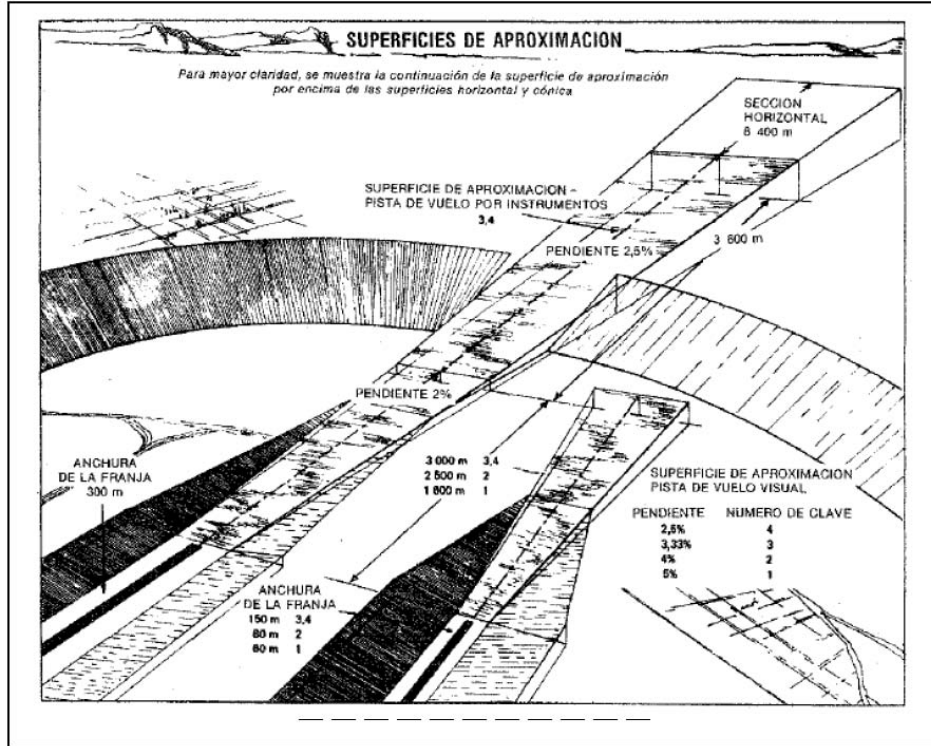 SUPERFICIES DE APROXIMACION
Para mayor claridad, se muestra la continuación de la superficie de aproximación
por encima de las superficies horizontal y cónica
SECCION
HORIZONTAL
8 400 m
SUPERFICIE DE APROXIMACION –
PISTA DE VUELO POR INSTRUMENTOS
3,4
3 600 m
PENDIENTE 2,5%
PENDIENTE 2%
ANCHURA
DE LA FRANJA
300 m
3 000 m 3,4
2 500 m 2
1 600 m 1
SUPERFICIE DE APROXIMACION
PISTA DE VUELO VISUAL
PENDIENTE NUMERO DE CLAVE
2,5% 4
3,33% 3
4% 2
5% 1
ANCHURA
DE LA FRANJA
150 m 3,4
80 m 2
60 m 1